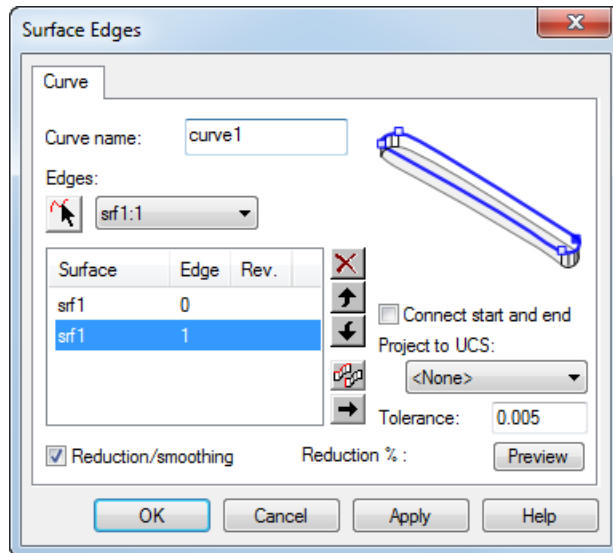 Surface Edges
Curve
Curve name: curve1
Edges:
srf1:1
Surface Edge Rev.
srf1 0
srf1 1
Connect start and end
Project to UCS:
<None>
Tolerance: 0.005
Reduction/smoothing Reduction % : Preview
OK Cancel Apply Help